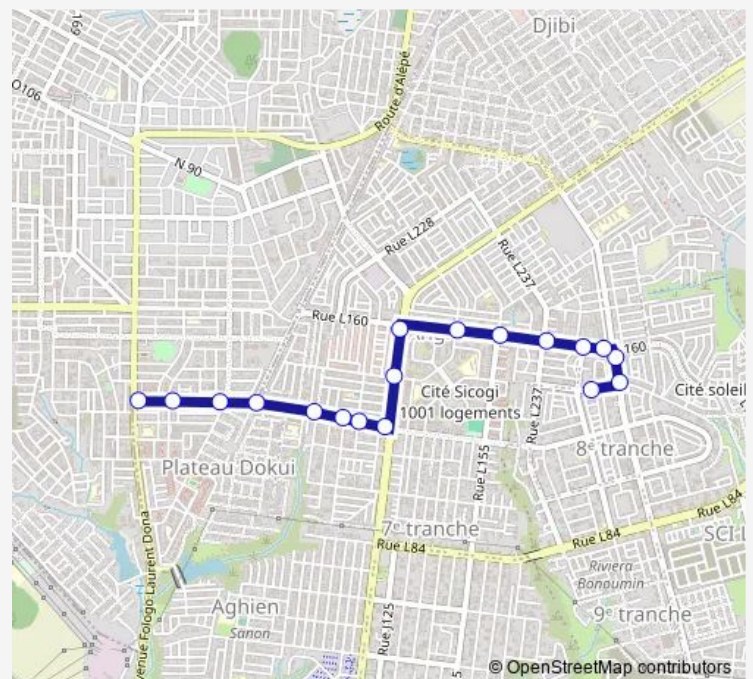 Djibi
169
O106
Route d'Alépé
N 90
Rue L228
Rue L237
Rue L160
160
Cité Sicogi
1001 logements
Cité soleil
Rue L237
Rue L155
8e tranche
Plateau Dokui
7e tranche
Rue L84
Rue L84
Rue L84
Riviera
Bonoumin
Aghien
Sanon
9e tranche
Rue J125
venue Fologo Laurent Dona
© OpenStreetMap contributors